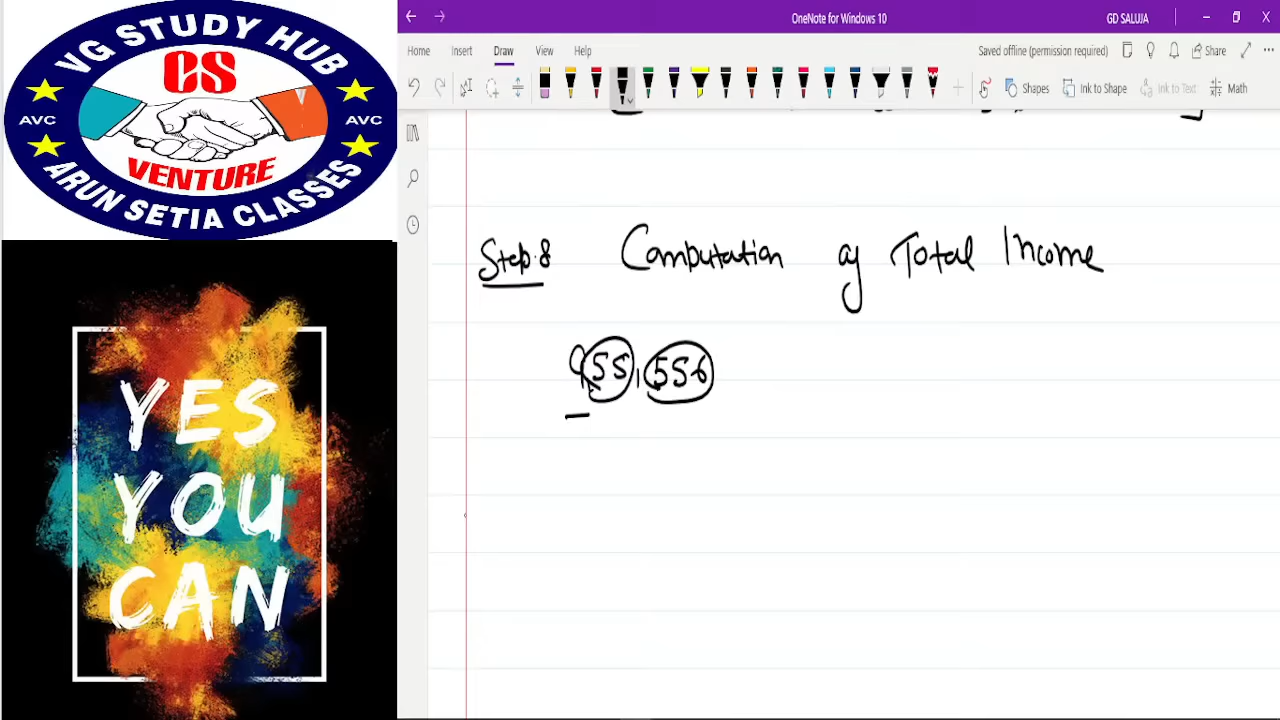 VG STUDY HUB
CS
AVC
AVC
VENTURE
ARUN SETIA CLASSES
YES
YOU
CAN
OneNote for Windows 10
GD SALUJA
Home
Insert
Draw
View
Help
Saved offline (permission required)
Share
Shapes
Ink to Shape
Ink to Text
Math
Step.8 Computation of Total Income
955,556